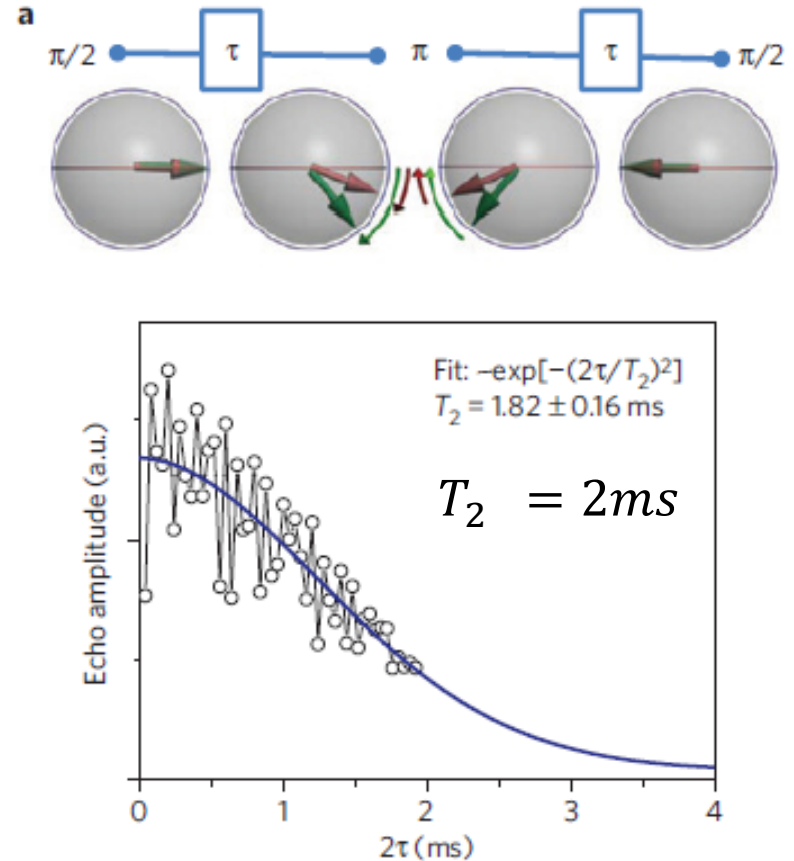 a
π/2 τ π τ π/2
Fit: ~exp[−(2τ/T₂)²]
T₂ = 1.82 ± 0.16 ms
T₂ = 2ms
Echo amplitude (a.u.)
0 1 2 3 4
2τ (ms)